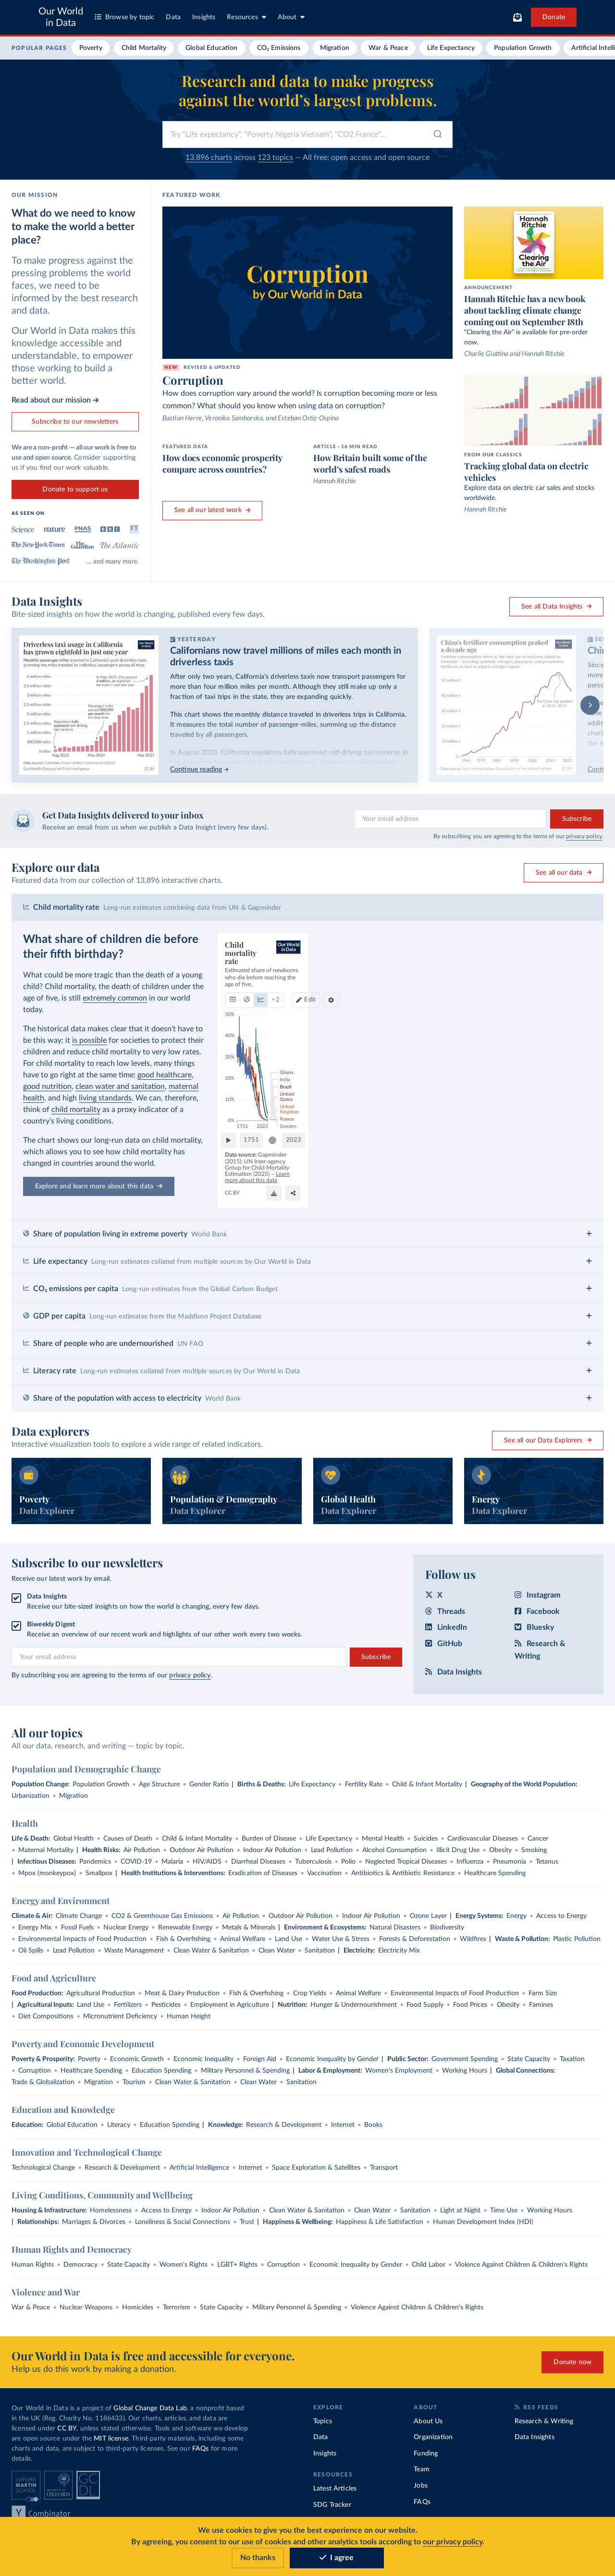 Our World
in Data
Browse by topic
Data
Insights
Resources
About
Donate
POPULAR PAGES
Poverty
Child Mortality
Global Education
CO₂ Emissions
Migration
War & Peace
Life Expectancy
Population Growth
Artificial Intelli
Research and data to make progress
against the world's largest problems.
Try "Life expectancy", "Poverty Nigeria Vietnam", "CO2 France"...
13,896 charts across 123 topics — All free: open access and open source
OUR MISSION
What do we need to know
to make the world a better
place?
To make progress against the
pressing problems the world
faces, we need to be
informed by the best research
and data.
Our World in Data makes this
knowledge accessible and
understandable, to empower
those working to build a
better world.
Read about our mission →
Subscribe to our newsletters
We are a non-profit — all our work is free to
use and open source. Consider supporting
us if you find our work valuable.
Donate to support us
AS SEEN ON
Science
nature
PNAS
BBC
FT
The New York Times
The Guardian
The Atlantic
The Washington Post
... and many more.
FEATURED WORK
Corruption
by Our World in Data
NEW REVISED & UPDATED
Corruption
How does corruption vary around the world? Is corruption becoming more or less
common? What should you know when using data on corruption?
Bastian Herre, Veronika Samborska, and Esteban Ortiz-Ospina
FEATURED DATA
How does economic prosperity
compare across countries?
ARTICLE · 16 MIN READ
How Britain built some of the
world's safest roads
Hannah Ritchie
See all our latest work →
Clearing the Air
ANNOUNCEMENT
Hannah Ritchie has a new book
about tackling climate change
coming out on September 18th
"Clearing the Air" is available for pre-order
now.
Charlie Giattino and Hannah Ritchie
FROM OUR CLASSICS
Tracking global data on electric
vehicles
Explore data on electric car sales and stocks
worldwide.
Hannah Ritchie
Data Insights
Bite-sized insights on how the world is changing, published every few days.
See all Data Insights →
Driverless taxi usage in California
has grown eightfold in just one year
YESTERDAY
Californians now travel millions of miles each month in
driverless taxis
After only two years, California's driverless taxis are now transporting passengers for
more than four million miles per month. Although they still make up only a
fraction of taxi trips in the state, they are expanding quickly.
This chart shows the monthly distance traveled in driverless trips in California.
It measures the total number of passenger-miles, summing up the distance
traveled by all passengers.
In August 2023, California regulators fully approved self-driving taxi services in
Continue reading →
China's fertilizer consumption peaked
a decade ago
Get Data Insights delivered to your inbox
Receive an email from us when we publish a Data Insight (every few days).
Your email address
Subscribe
By subscribing you are agreeing to the terms of our privacy policy.
Explore our data
Featured data from our collection of 13,896 interactive charts.
See all our data →
Child mortality rate Long-run estimates combining data from UN & Gapminder
What share of children die before
their fifth birthday?
What could be more tragic than the death of a young
child? Child mortality, the death of children under the
age of five, is still extremely common in our world
today.
The historical data makes clear that it doesn't have to
be this way: it is possible for societies to protect their
children and reduce child mortality to very low rates.
For child mortality to reach low levels, many things
have to go right at the same time: good healthcare,
good nutrition, clean water and sanitation, maternal
health, and high living standards. We can, therefore,
think of child mortality as a proxy indicator of a
country's living conditions.
The chart shows our long-run data on child mortality,
which allows you to see how child mortality has
changed in countries around the world.
Explore and learn more about this data →
Child
mortality
rate
Our World
in Data
Estimated share of newborns
who die before reaching the
age of five.
+2
Edit
50%
40%
30%
20%
10%
0%
Ghana
India
Brazil
United
States
United
Kingdom
France
Sweden
1751
2023
1751
2023
Data source: Gapminder
(2015); UN Inter-agency
Group for Child Mortality
Estimation (2025) – Learn
more about this data
CC BY
Share of population living in extreme poverty World Bank
Life expectancy Long-run estimates collated from multiple sources by Our World in Data
CO₂ emissions per capita Long-run estimates from the Global Carbon Budget
GDP per capita Long-run estimates from the Maddison Project Database
Share of people who are undernourished UN FAO
Literacy rate Long-run estimates collated from multiple sources by Our World in Data
Share of the population with access to electricity World Bank
Data explorers
Interactive visualization tools to explore a wide range of related indicators.
See all our Data Explorers →
Poverty
Data Explorer
Population & Demography
Data Explorer
Global Health
Data Explorer
Energy
Data Explorer
Subscribe to our newsletters
Receive our latest work by email.
Data Insights
Receive our bite-sized insights on how the world is changing, every few days.
Biweekly Digest
Receive an overview of our recent work and highlights of our other work every two weeks.
Your email address
Subscribe
By subscribing you are agreeing to the terms of our privacy policy.
Follow us
X
Instagram
Threads
Facebook
LinkedIn
Bluesky
GitHub
Research &
Writing
Data Insights
All our topics
All our data, research, and writing — topic by topic.
Population and Demographic Change
Population Change: Population Growth • Age Structure • Gender Ratio | Births & Deaths: Life Expectancy • Fertility Rate • Child & Infant Mortality | Geography of the World Population:
Urbanization • Migration
Health
Life & Death: Global Health • Causes of Death • Child & Infant Mortality • Burden of Disease • Life Expectancy • Mental Health • Suicides • Cardiovascular Diseases • Cancer
• Maternal Mortality | Health Risks: Air Pollution • Outdoor Air Pollution • Indoor Air Pollution • Lead Pollution • Alcohol Consumption • Illicit Drug Use • Obesity • Smoking
| Infectious Diseases: Pandemics • COVID-19 • Malaria • HIV/AIDS • Diarrheal Diseases • Tuberculosis • Polio • Neglected Tropical Diseases • Influenza • Pneumonia • Tetanus
• Mpox (monkeypox) • Smallpox | Health Institutions & Interventions: Eradication of Diseases • Vaccination • Antibiotics & Antibiotic Resistance • Healthcare Spending
Energy and Environment
Climate & Air: Climate Change • CO2 & Greenhouse Gas Emissions • Air Pollution • Outdoor Air Pollution • Indoor Air Pollution • Ozone Layer | Energy Systems: Energy • Access to Energy
• Energy Mix • Fossil Fuels • Nuclear Energy • Renewable Energy • Metals & Minerals | Environment & Ecosystems: Natural Disasters • Biodiversity
• Environmental Impacts of Food Production • Fish & Overfishing • Animal Welfare • Land Use • Water Use & Stress • Forests & Deforestation • Wildfires | Waste & Pollution: Plastic Pollution
• Oil Spills • Lead Pollution • Waste Management • Clean Water & Sanitation • Clean Water • Sanitation | Electricity: Electricity Mix
Food and Agriculture
Food Production: Agricultural Production • Meat & Dairy Production • Fish & Overfishing • Crop Yields • Animal Welfare • Environmental Impacts of Food Production • Farm Size
| Agricultural Inputs: Land Use • Fertilizers • Pesticides • Employment in Agriculture | Nutrition: Hunger & Undernourishment • Food Supply • Food Prices • Obesity • Famines
• Diet Compositions • Micronutrient Deficiency • Human Height
Poverty and Economic Development
Poverty & Prosperity: Poverty • Economic Growth • Economic Inequality • Foreign Aid • Economic Inequality by Gender | Public Sector: Government Spending • State Capacity • Taxation
• Corruption • Healthcare Spending • Education Spending • Military Personnel & Spending | Labor & Employment: Women's Employment • Working Hours | Global Connections:
Trade & Globalization • Migration • Tourism • Clean Water & Sanitation • Clean Water • Sanitation
Education and Knowledge
Education: Global Education • Literacy • Education Spending | Knowledge: Research & Development • Internet • Books
Innovation and Technological Change
Technological Change • Research & Development • Artificial Intelligence • Internet • Space Exploration & Satellites • Transport
Living Conditions, Community and Wellbeing
Housing & Infrastructure: Homelessness • Access to Energy • Indoor Air Pollution • Clean Water & Sanitation • Clean Water • Sanitation • Light at Night • Time Use • Working Hours
| Relationships: Marriages & Divorces • Loneliness & Social Connections • Trust | Happiness & Wellbeing: Happiness & Life Satisfaction • Human Development Index (HDI)
Human Rights and Democracy
Human Rights • Democracy • State Capacity • Women's Rights • LGBT+ Rights • Corruption • Economic Inequality by Gender • Child Labor • Violence Against Children & Children's Rights
Violence and War
War & Peace • Nuclear Weapons • Homicides • Terrorism • State Capacity • Military Personnel & Spending • Violence Against Children & Children's Rights
Our World in Data is free and accessible for everyone.
Help us do this work by making a donation.
Donate now
Our World in Data is a project of Global Change Data Lab, a nonprofit based
in the UK (Reg. Charity No. 1186433). Our charts, articles, and data are
licensed under CC BY, unless stated otherwise. Tools and software we develop
are open source under the MIT license. Third-party materials, including some
charts and data, are subject to third-party licenses. See our FAQs for more
details.
OXFORD
MARTIN
SCHOOL
OXFORD
GC
DL
Y Combinator
EXPLORE
Topics
Data
Insights
RESOURCES
Latest Articles
SDG Tracker
ABOUT
About Us
Organization
Funding
Team
Jobs
FAQs
RSS FEEDS
Research & Writing
Data Insights
We use cookies to give you the best experience on our website.
By agreeing, you consent to our use of cookies and other analytics tools according to our privacy policy.
No thanks
I agree